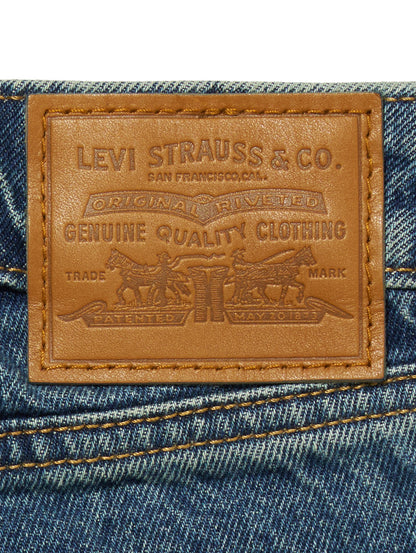 LEVI STRAUSS & CO.
SAN FRANCISCO, CAL.
ORIGINAL RIVETED
GENUINE QUALITY CLOTHING
TRADE MARK
PATENTED MAY 20 1873